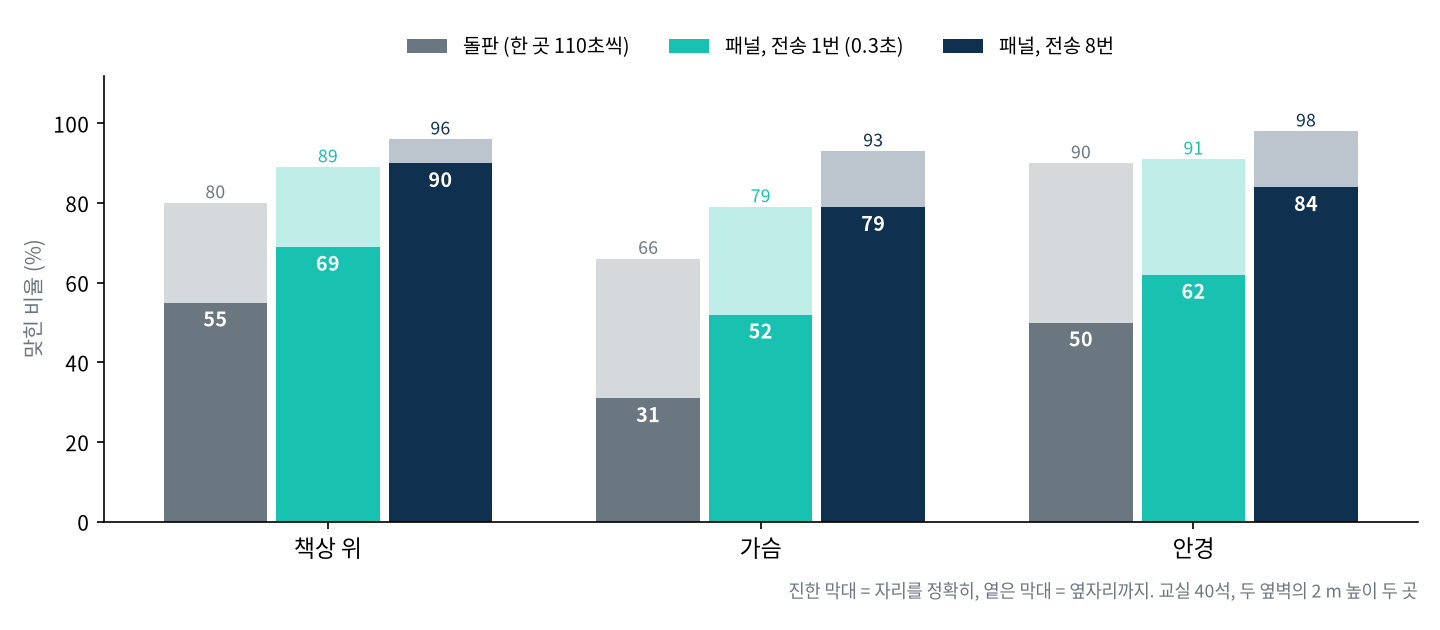 돌판 (한 곳 110초씩) 패널, 전송 1번 (0.3초) 패널, 전송 8번
맞힌 비율 (%)
100
80
60
40
20
0
80 89 96
55 69 90
66 79 93
31 52 79
90 91 98
50 62 84
책상 위 가슴 안경
진한 막대 = 자리를 정확히, 옅은 막대 = 옆자리까지. 교실 40석, 두 옆벽의 2 m 높이 두 곳